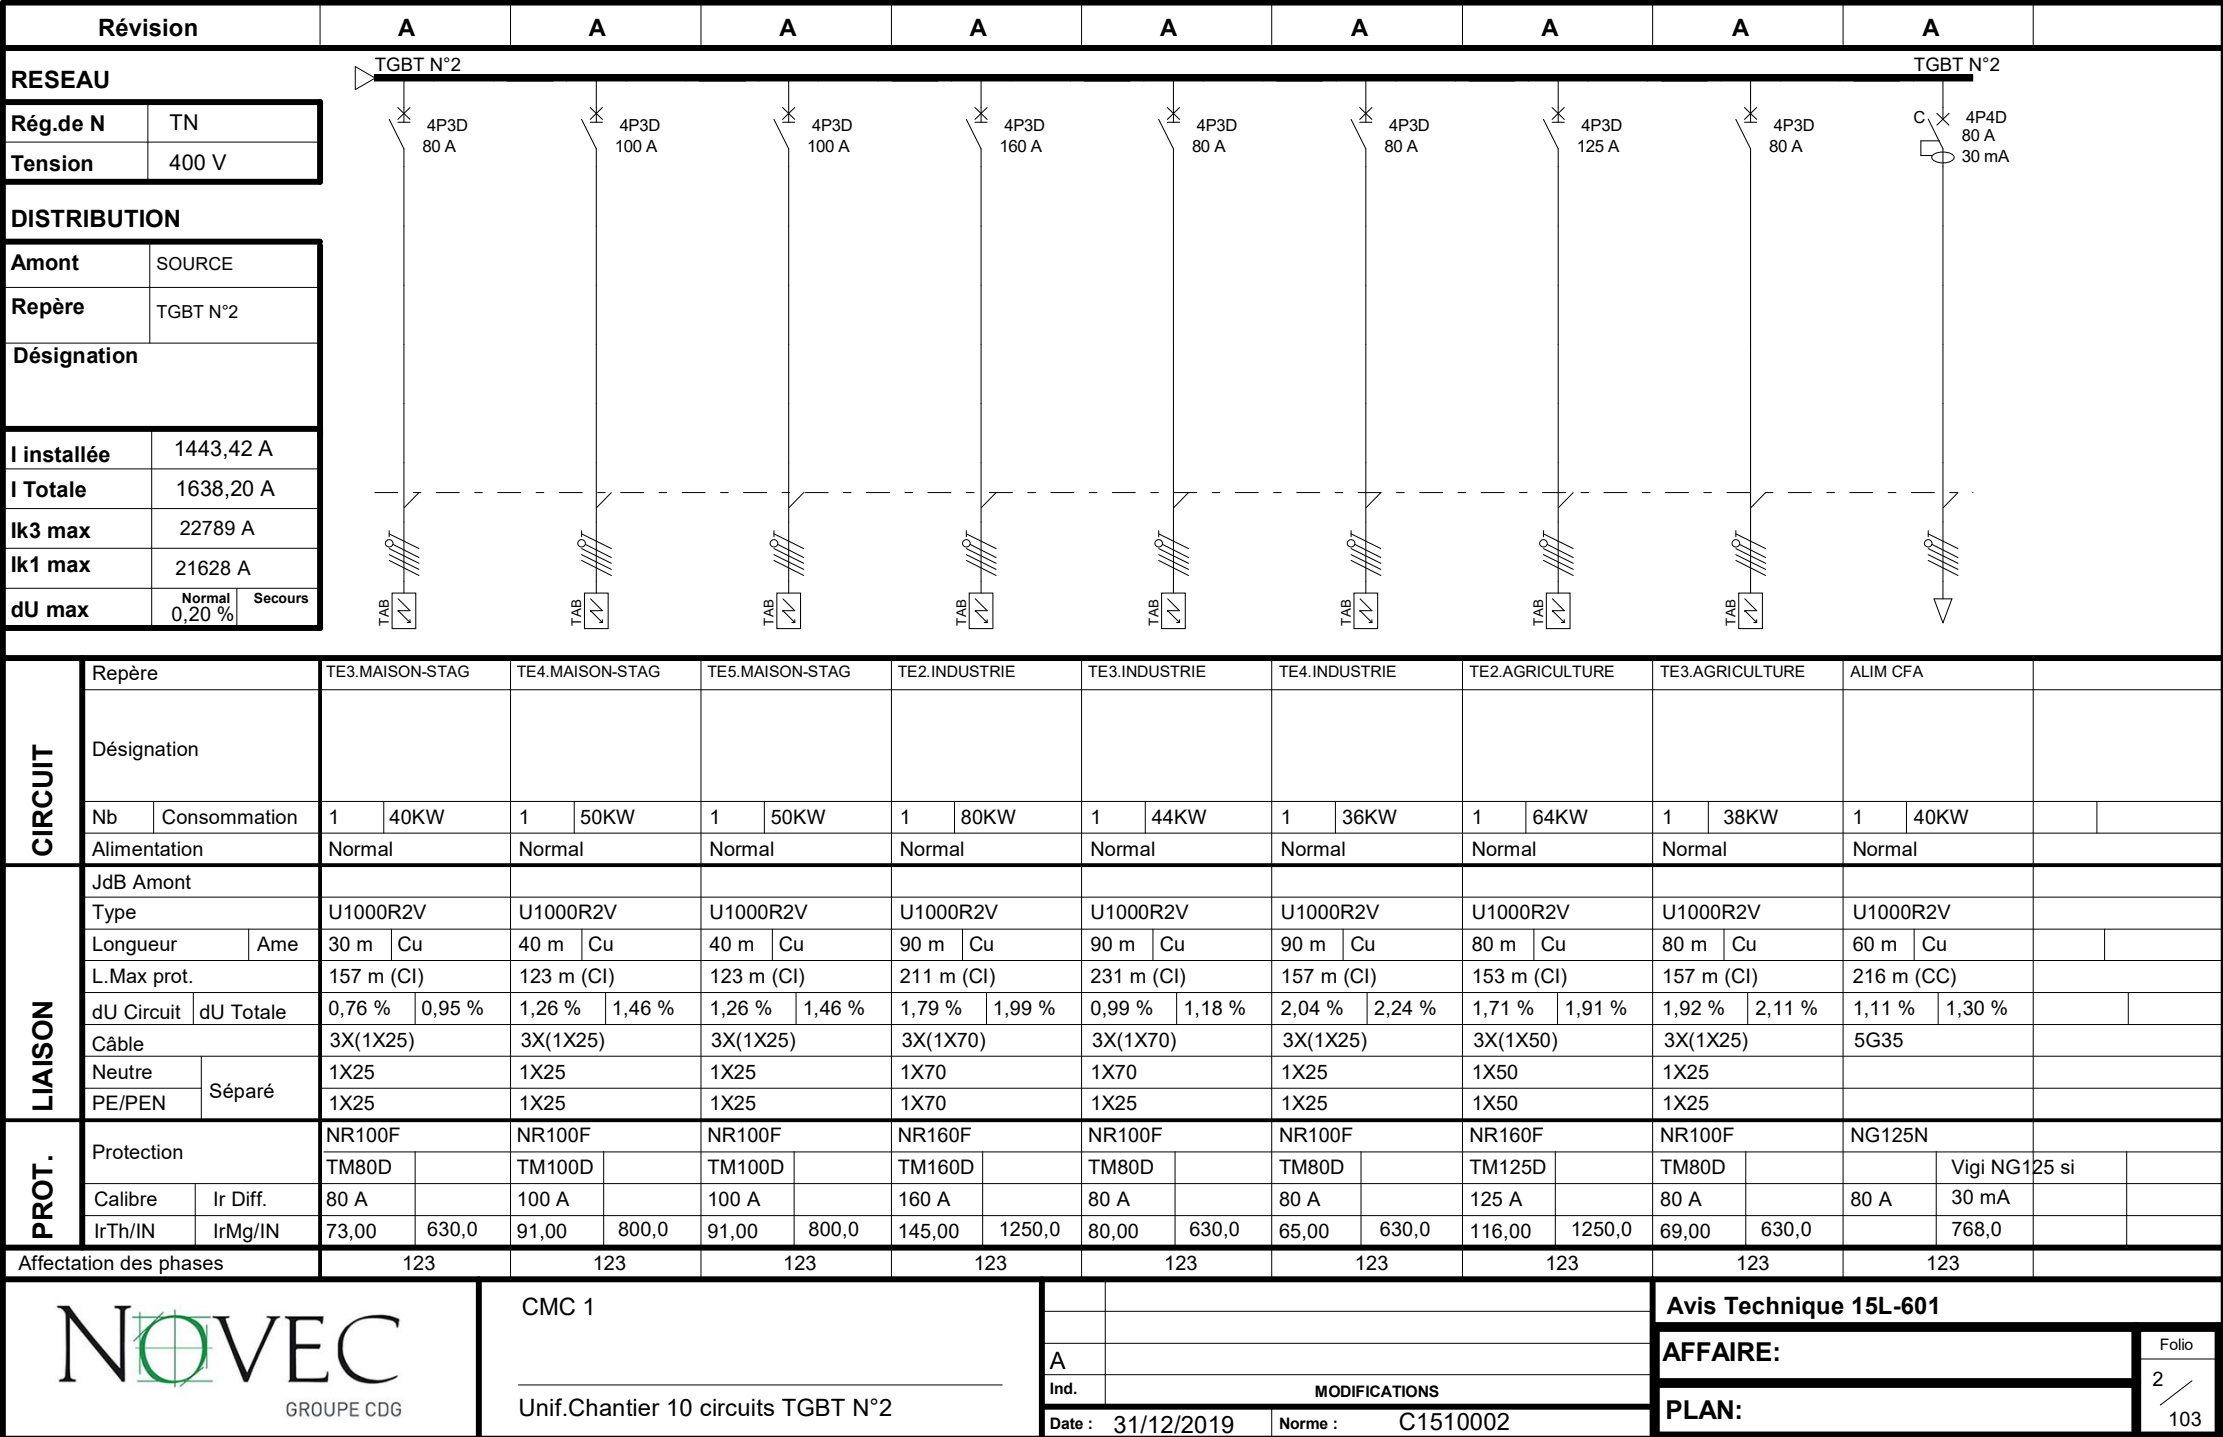 Révision A A A A A A A A A
RESEAU
Rég.de N TN
Tension 400 V
DISTRIBUTION
Amont SOURCE
Repère TGBT N°2
Désignation
I installée 1443,42 A
I Totale 1638,20 A
Ik3 max 22789 A
Ik1 max 21628 A
dU max Normal 0,20 % Secours
TGBT N°2 TGBT N°2
4P3D 4P3D 4P3D 4P3D 4P3D 4P3D 4P3D 4P3D C 4P4D
80 A 100 A 100 A 160 A 80 A 80 A 125 A 80 A 80 A
30 mA
TAB TAB TAB TAB TAB TAB TAB TAB
CIRCUIT
Repère TE3.MAISON-STAG TE4.MAISON-STAG TE5.MAISON-STAG TE2.INDUSTRIE TE3.INDUSTRIE TE4.INDUSTRIE TE2.AGRICULTURE TE3.AGRICULTURE ALIM CFA
Désignation
Nb Consommation 1 40KW 1 50KW 1 50KW 1 80KW 1 44KW 1 36KW 1 64KW 1 38KW 1 40KW
Alimentation Normal Normal Normal Normal Normal Normal Normal Normal Normal
LIAISON
JdB Amont
Type U1000R2V U1000R2V U1000R2V U1000R2V U1000R2V U1000R2V U1000R2V U1000R2V U1000R2V
Longueur Ame 30 m Cu 40 m Cu 40 m Cu 90 m Cu 90 m Cu 90 m Cu 80 m Cu 80 m Cu 60 m Cu
L.Max prot. 157 m (CI) 123 m (CI) 123 m (CI) 211 m (CI) 231 m (CI) 157 m (CI) 153 m (CI) 157 m (CI) 216 m (CC)
dU Circuit dU Totale 0,76 % 0,95 % 1,26 % 1,46 % 1,26 % 1,46 % 1,79 % 1,99 % 0,99 % 1,18 % 2,04 % 2,24 % 1,71 % 1,91 % 1,92 % 2,11 % 1,11 % 1,30 %
Câble 3X(1X25) 3X(1X25) 3X(1X25) 3X(1X70) 3X(1X70) 3X(1X25) 3X(1X50) 3X(1X25) 5G35
Neutre Séparé 1X25 1X25 1X25 1X70 1X70 1X25 1X50 1X25
PE/PEN 1X25 1X25 1X25 1X70 1X25 1X25 1X50 1X25
PROT.
Protection NR100F NR100F NR100F NR160F NR100F NR100F NR160F NR100F NG125N
TM80D TM100D TM100D TM160D TM80D TM80D TM125D TM80D Vigi NG125 si
Calibre Ir Diff. 80 A 100 A 100 A 160 A 80 A 80 A 125 A 80 A 80 A 30 mA
IrTh/IN IrMg/IN 73,00 630,0 91,00 800,0 91,00 800,0 145,00 1250,0 80,00 630,0 65,00 630,0 116,00 1250,0 69,00 630,0 768,0
Affectation des phases 123 123 123 123 123 123 123 123 123
NOVEC
GROUPE CDG
CMC 1
Unif.Chantier 10 circuits TGBT N°2
A
Ind. MODIFICATIONS
Date : 31/12/2019 Norme : C1510002
Avis Technique 15L-601
AFFAIRE:
PLAN:
Folio
2
103